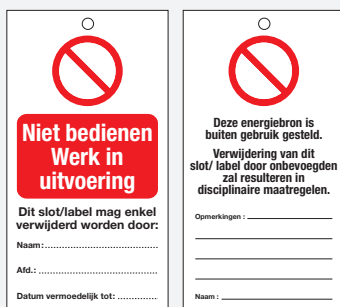 Niet bedienen
Werk in
uitvoering
Dit slot/label mag enkel
verwijderd worden door:
Naam:
Afd.:
Datum vermoedelijk tot:
Deze energiebron is
buiten gebruik gesteld.
Verwijdering van dit
slot/ label door onbevoegden
zal resulteren in
disciplinaire maatregelen.
Opmerkingen :
Naam :